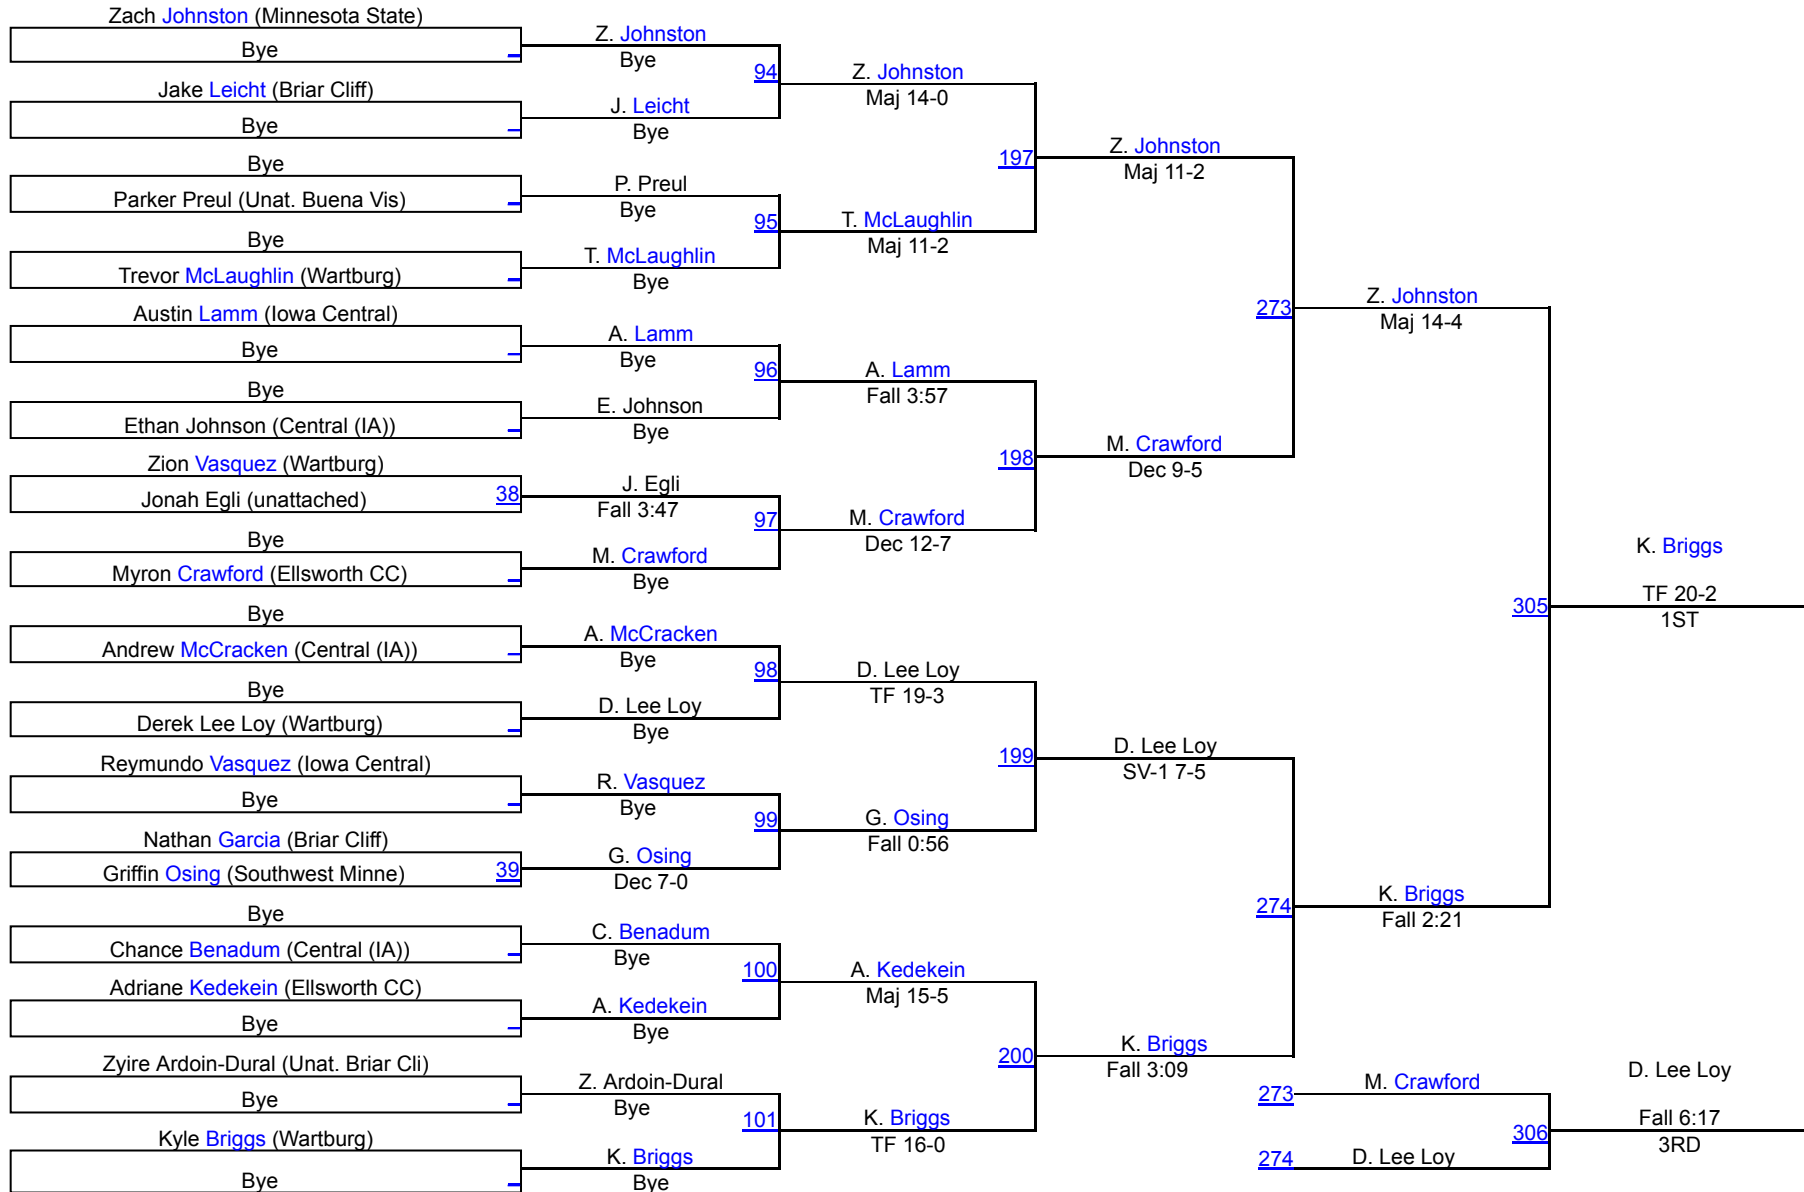 Zach Johnston (Minnesota State)
Bye
Jake Leicht (Briar Cliff)
Bye
Bye
Parker Preul (Unat. Buena Vis)
Bye
Trevor McLaughlin (Wartburg)
Austin Lamm (Iowa Central)
Bye
Bye
Ethan Johnson (Central (IA))
Zion Vasquez (Wartburg)
Jonah Egli (unattached)
38
Bye
Myron Crawford (Ellsworth CC)
Bye
Andrew McCracken (Central (IA))
Bye
Derek Lee Loy (Wartburg)
Reymundo Vasquez (Iowa Central)
Bye
Nathan Garcia (Briar Cliff)
Griffin Osing (Southwest Minne)
39
Bye
Chance Benadum (Central (IA))
Adriane Kedekein (Ellsworth CC)
Bye
Zyire Ardoin-Dural (Unat. Briar Cli)
Bye
Kyle Briggs (Wartburg)
Bye
Z. Johnston
Bye
94
J. Leicht
Bye
P. Preul
Bye
95
T. McLaughlin
Bye
A. Lamm
Bye
96
E. Johnson
Bye
J. Egli
Fall 3:47
97
M. Crawford
Bye
A. McCracken
Bye
98
D. Lee Loy
Bye
R. Vasquez
Bye
99
G. Osing
Dec 7-0
C. Benadum
Bye
100
A. Kedekein
Bye
Z. Ardoin-Dural
Bye
101
K. Briggs
Bye
Z. Johnston
Maj 14-0
197
T. McLaughlin
Maj 11-2
A. Lamm
Fall 3:57
198
M. Crawford
Dec 12-7
D. Lee Loy
TF 19-3
199
G. Osing
Fall 0:56
A. Kedekein
Maj 15-5
200
K. Briggs
TF 16-0
Z. Johnston
Maj 11-2
273
M. Crawford
Dec 9-5
D. Lee Loy
SV-1 7-5
274
K. Briggs
Fall 3:09
Z. Johnston
Maj 14-4
305
K. Briggs
Fall 2:21
K. Briggs
TF 20-2
1ST
273
M. Crawford
306
274
D. Lee Loy
D. Lee Loy
Fall 6:17
3RD